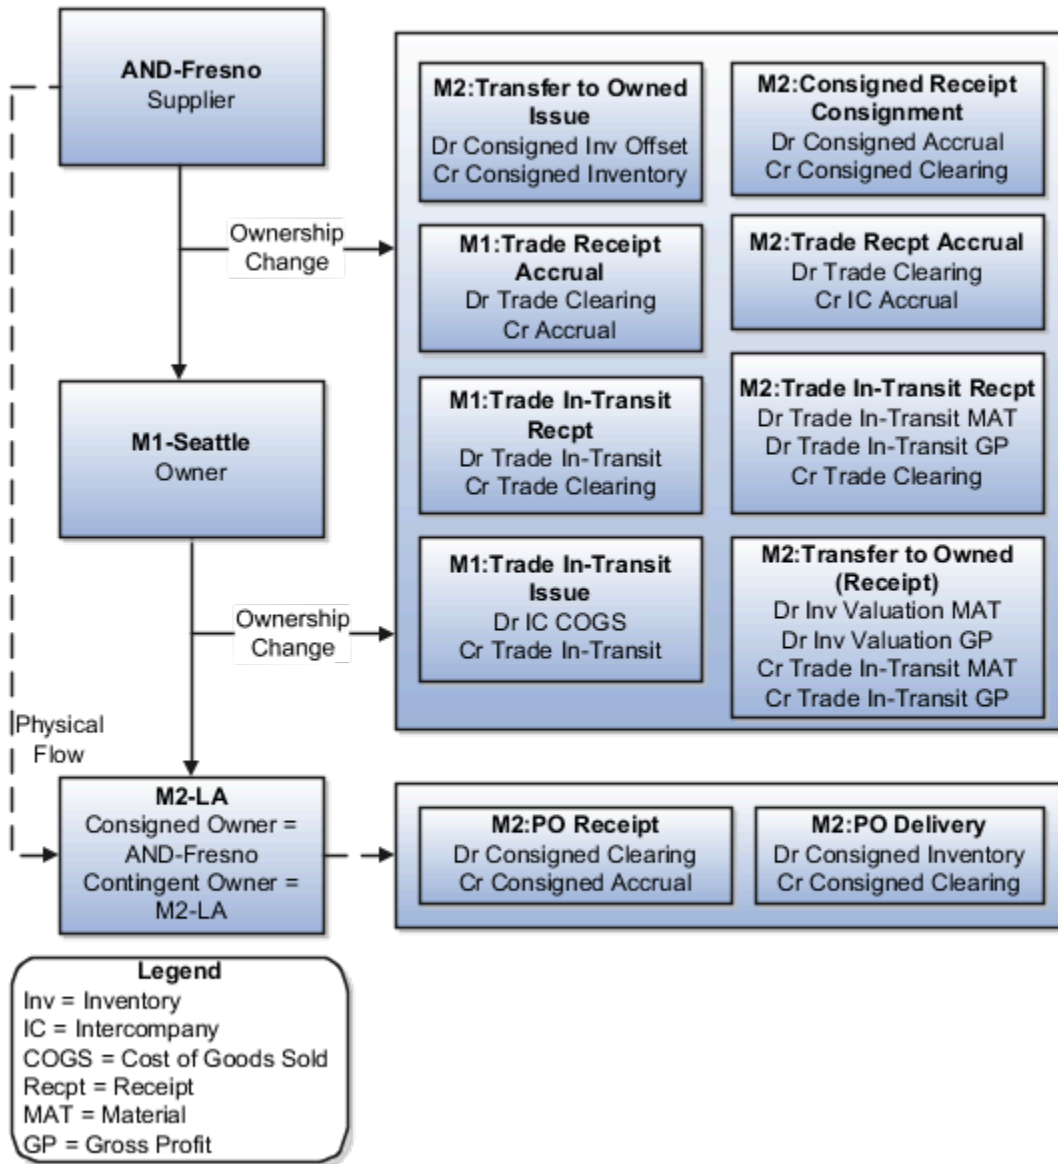 AND-Fresno
Supplier
Ownership
Change
M1-Seattle
Owner
Ownership
Change
Physical
Flow
M2-LA
Consigned Owner =
AND-Fresno
Contingent Owner =
M2-LA
M2:Transfer to Owned
Issue
Dr Consigned Inv Offset
Cr Consigned Inventory
M2:Consigned Receipt
Consignment
Dr Consigned Accrual
Cr Consigned Clearing
M1:Trade Receipt
Accrual
Dr Trade Clearing
Cr Accrual
M2:Trade Recpt Accrual
Dr Trade Clearing
Cr IC Accrual
M1:Trade In-Transit
Recpt
Dr Trade In-Transit
Cr Trade Clearing
M2:Trade In-Transit Recpt
Dr Trade In-Transit MAT
Dr Trade In-Transit GP
Cr Trade Clearing
M1:Trade In-Transit
Issue
Dr IC COGS
Cr Trade In-Transit
M2:Transfer to Owned
(Receipt)
Dr Inv Valuation MAT
Dr Inv Valuation GP
Cr Trade In-Transit MAT
Cr Trade In-Transit GP
M2:PO Receipt
Dr Consigned Clearing
Cr Consigned Accrual
M2:PO Delivery
Dr Consigned Inventory
Cr Consigned Clearing
Legend
Inv = Inventory
IC = Intercompany
COGS = Cost of Goods Sold
Recpt = Receipt
MAT = Material
GP = Gross Profit